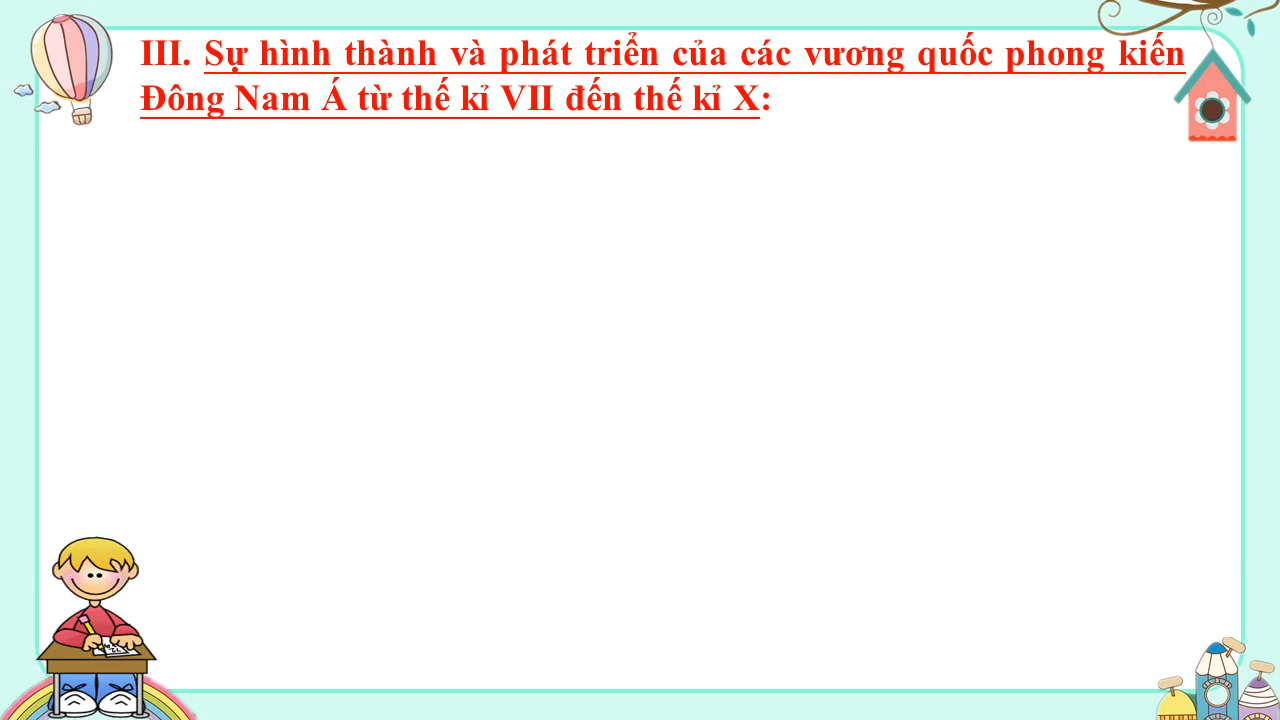 III. Sự hình thành và phát triển của các vương quốc phong kiến
Đông Nam Á từ thế kỉ VII đến thế kỉ X: